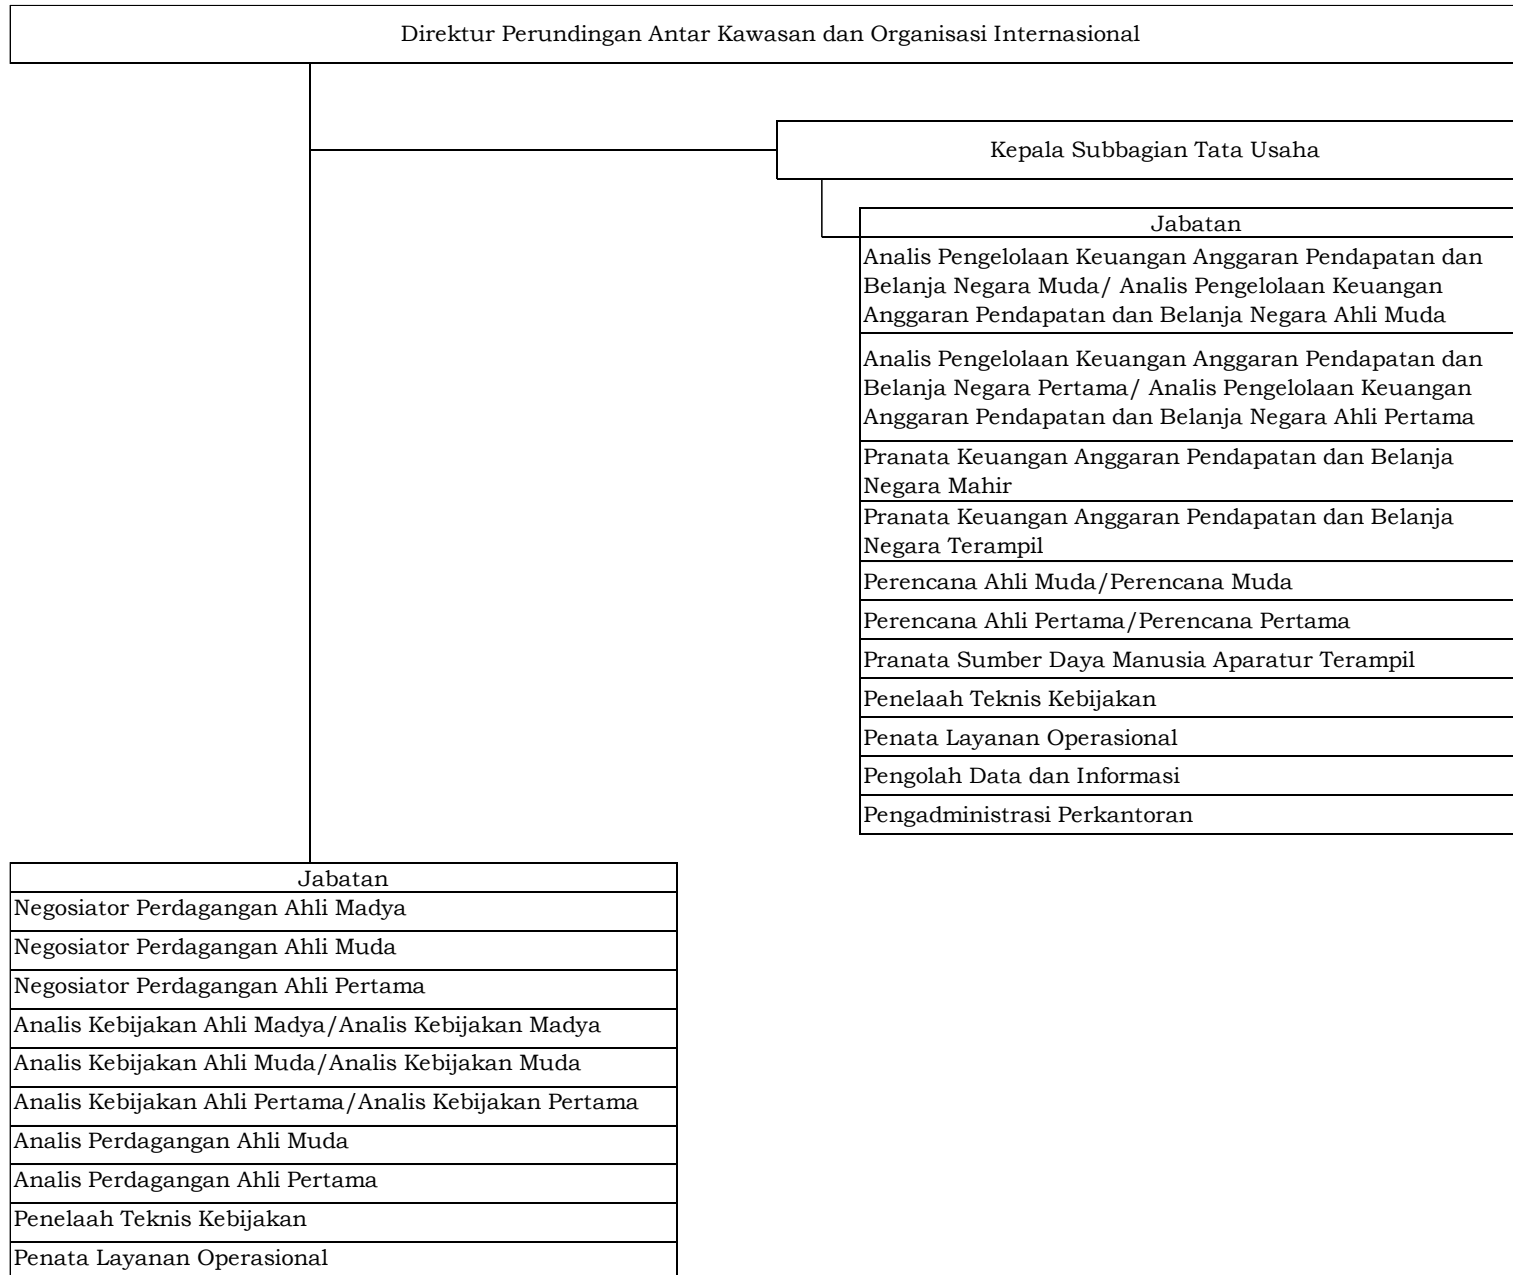 Direktur Perundingan Antar Kawasan dan Organisasi Internasional
Kepala Subbagian Tata Usaha
Jabatan
Analis Pengelolaan Keuangan Anggaran Pendapatan dan
Belanja Negara Muda/ Analis Pengelolaan Keuangan
Anggaran Pendapatan dan Belanja Negara Ahli Muda
Analis Pengelolaan Keuangan Anggaran Pendapatan dan
Belanja Negara Pertama/ Analis Pengelolaan Keuangan
Anggaran Pendapatan dan Belanja Negara Ahli Pertama
Pranata Keuangan Anggaran Pendapatan dan Belanja
Negara Mahir
Pranata Keuangan Anggaran Pendapatan dan Belanja
Negara Terampil
Perencana Ahli Muda/Perencana Muda
Perencana Ahli Pertama/Perencana Pertama
Pranata Sumber Daya Manusia Aparatur Terampil
Penelaah Teknis Kebijakan
Penata Layanan Operasional
Pengolah Data dan Informasi
Pengadministrasi Perkantoran
Jabatan
Negosiator Perdagangan Ahli Madya
Negosiator Perdagangan Ahli Muda
Negosiator Perdagangan Ahli Pertama
Analis Kebijakan Ahli Madya/Analis Kebijakan Madya
Analis Kebijakan Ahli Muda/Analis Kebijakan Muda
Analis Kebijakan Ahli Pertama/Analis Kebijakan Pertama
Analis Perdagangan Ahli Muda
Analis Perdagangan Ahli Pertama
Penelaah Teknis Kebijakan
Penata Layanan Operasional